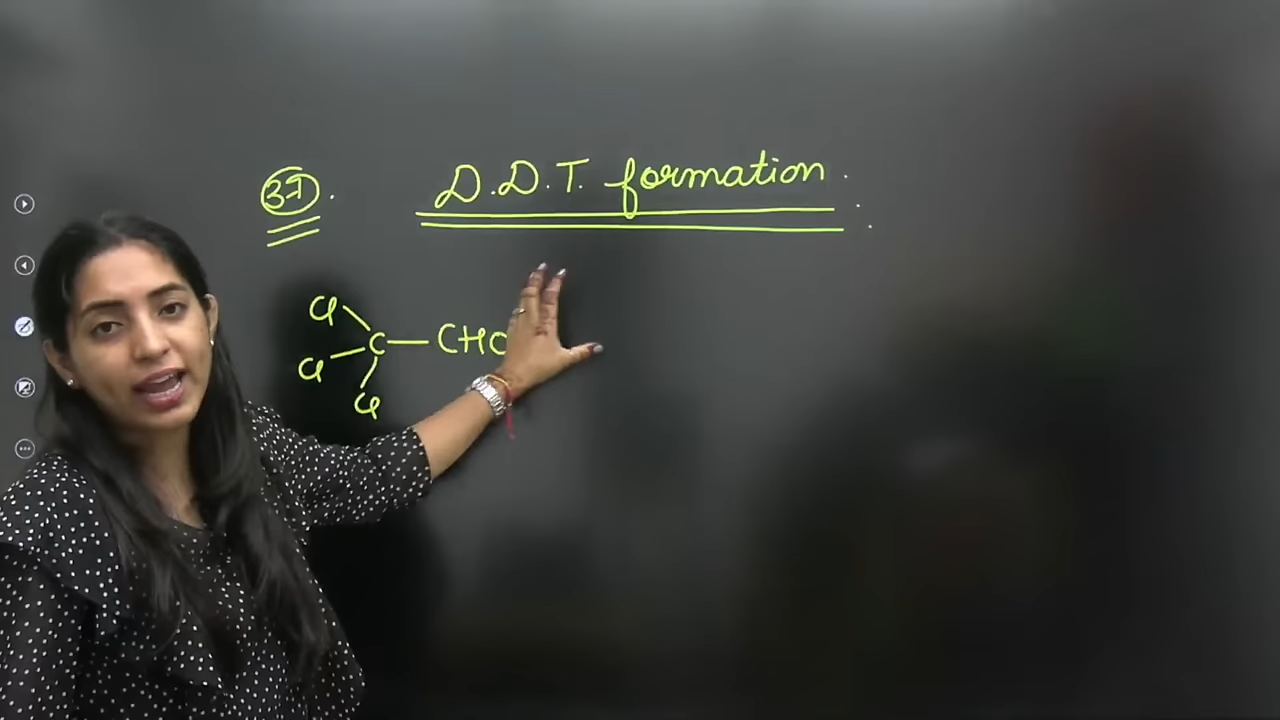 37.
D.D.T. formation.
Cl
C — CHO
Cl
Cl